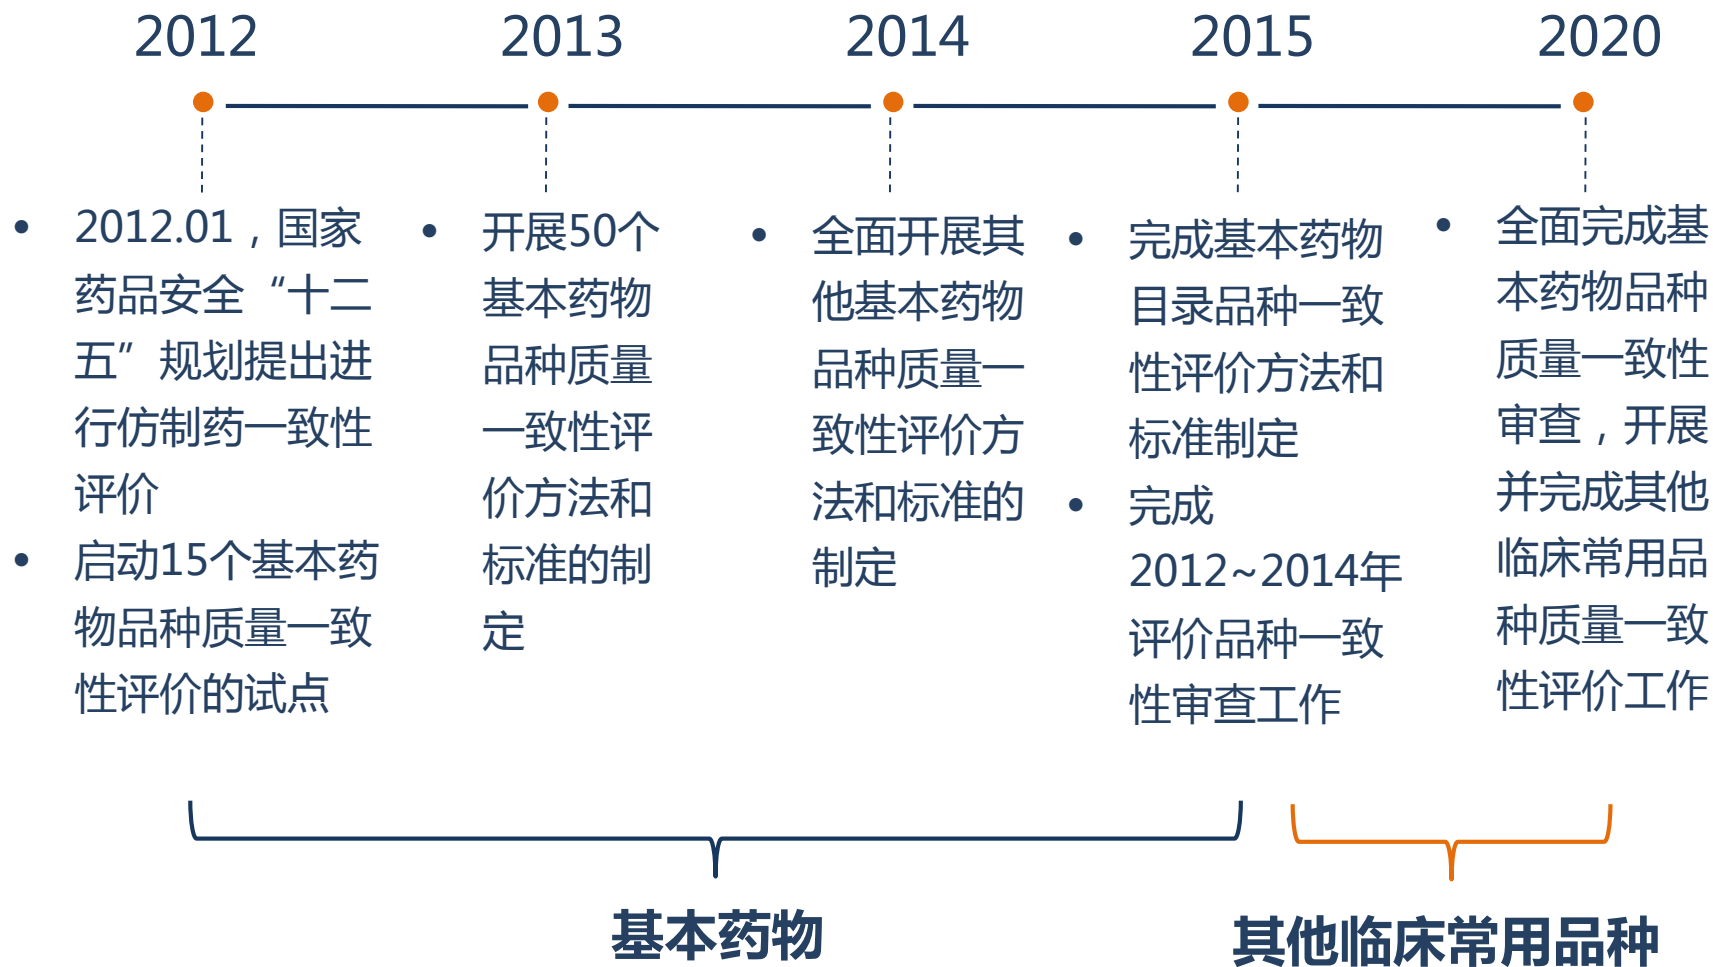 2012
2013
2014
2015
2020
• 2012.01，国家
药品安全“十二
五”规划提出进
行仿制药一致性
评价
• 启动15个基本药
物品种质量一致
性评价的试点
• 开展50个
基本药物
品种质量
一致性评
价方法和
标准的制
定
• 全面开展其
他基本药物
品种质量一
致性评价方
法和标准的
制定
• 完成基本药物
目录品种一致
性评价方法和
标准制定
• 完成
2012~2014年
评价品种一致
性审查工作
• 全面完成基
本药物品种
质量一致性
审查，开展
并完成其他
临床常用品
种质量一致
性评价工作
基本药物
其他临床常用品种